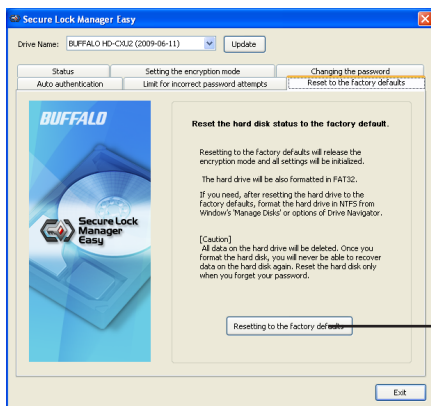 Secure Lock Manager Easy
Drive Name: BUFFALO HD-CXU2 (2009-06-11) Update
Status Setting the encryption mode Changing the password
Auto authentication Limit for incorrect password attempts Reset to the factory defaults
BUFFALO
Reset the hard disk status to the factory default.
Resetting to the factory defaults will release the
encryption mode and all settings will be initialized.
The hard drive will be also formatted in FAT32.
If you need, after resetting the hard drive to the
factory defaults, format the hard drive in NTFS from
Window's 'Manage Disks' or options of Drive Navigator.
Secure Lock
Manager
Easy
[Caution]
All data on the hard drive will be deleted. Once you
format the hard disk, you will never be able to recover
data on the hard disk again. Reset the hard disk only
when you forget your password.
Resetting to the factory defaults
Exit